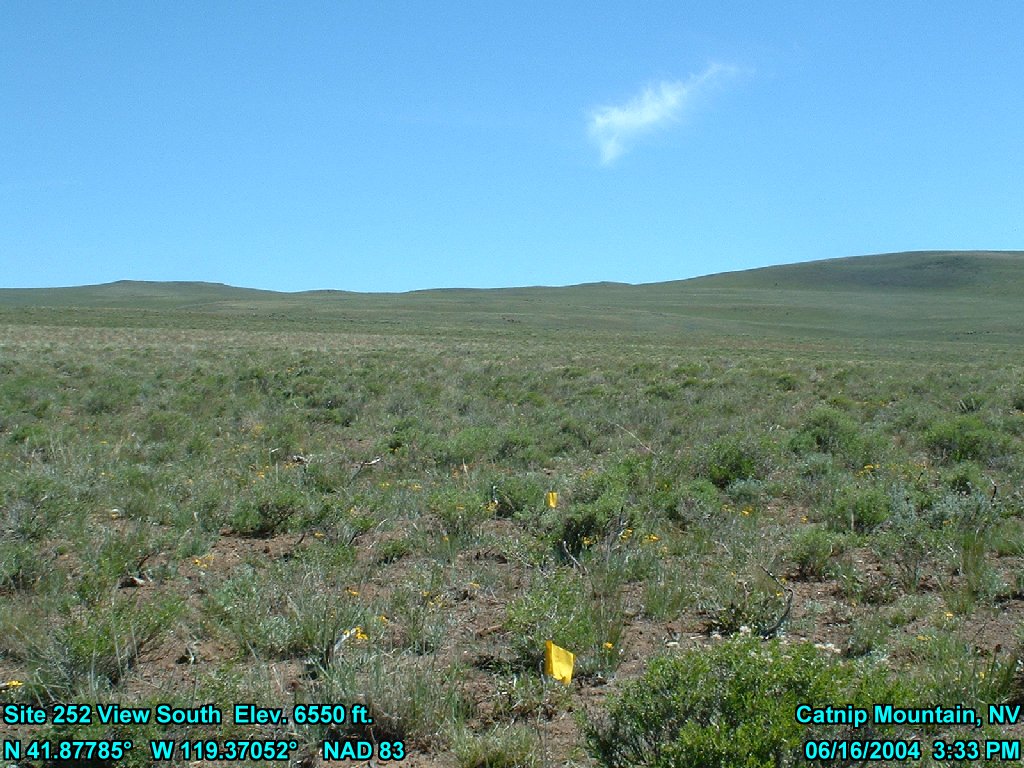 Site 252 View South Elev. 6550 ft.
N 41.87785° W 119.37052° NAD 83
Catnip Mountain, NV
06/16/2004 3:33 PM